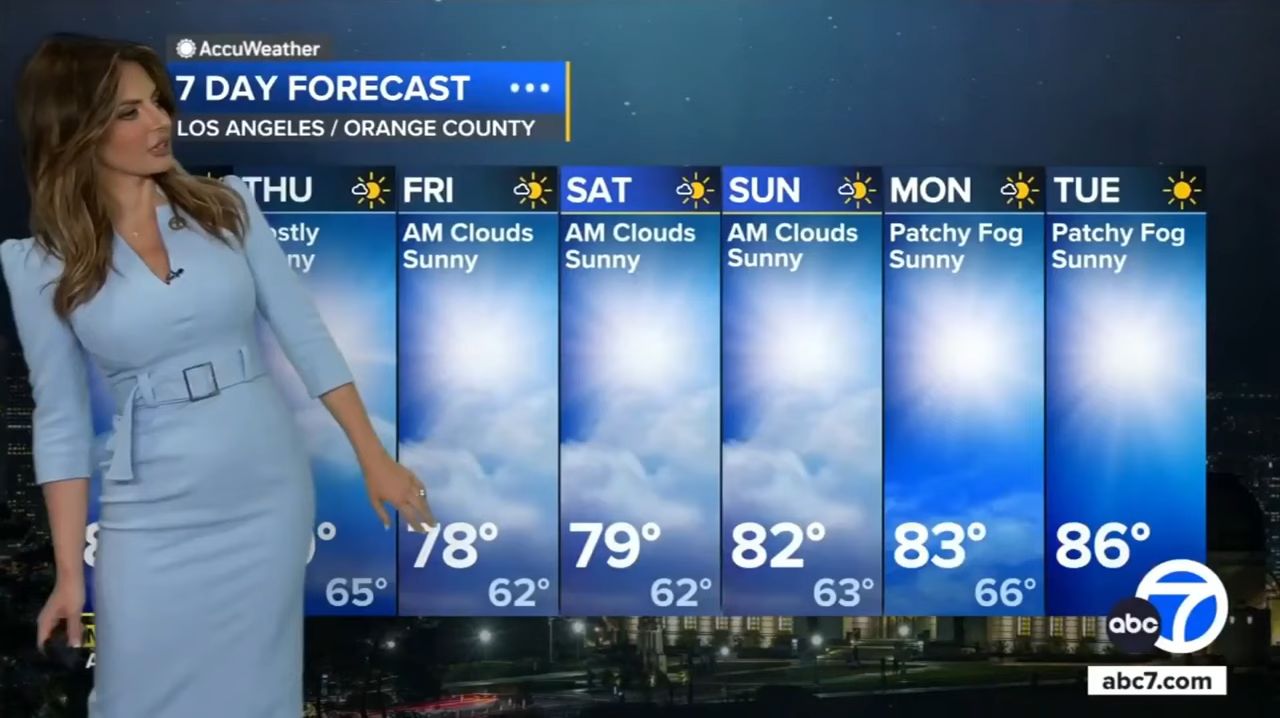 AccuWeather
7 DAY FORECAST
LOS ANGELES / ORANGE COUNTY
THU
FRI
SAT
SUN
MON
TUE
AM Clouds
Sunny
AM Clouds
Sunny
AM Clouds
Sunny
Patchy Fog
Sunny
Patchy Fog
Sunny
78°
79°
82°
83°
86°
65°
62°
62°
63°
66°
abc 7
abc7.com